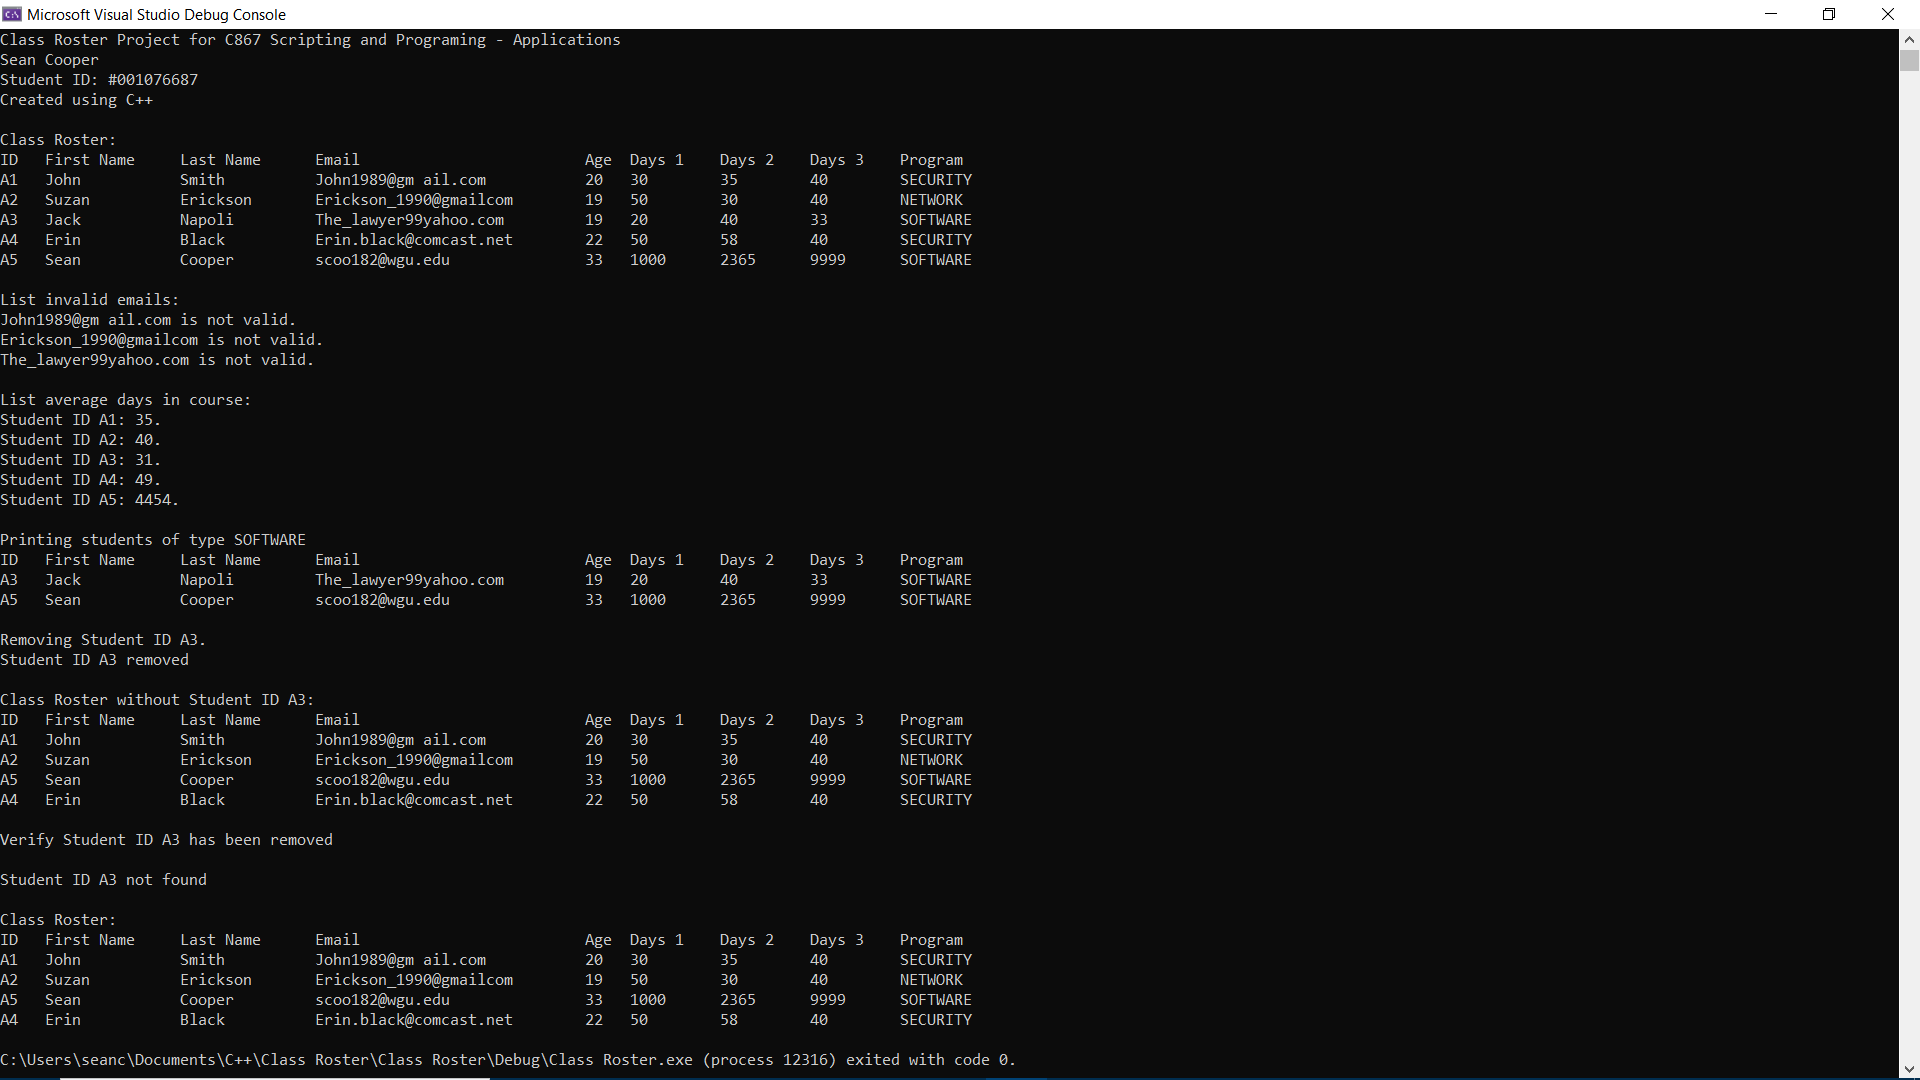 Microsoft Visual Studio Debug Console
Class Roster Project for C867 Scripting and Programing - Applications
Sean Cooper
Student ID: #001076687
Created using C++
Class Roster:
ID First Name Last Name Email Age Days 1 Days 2 Days 3 Program
A1 John Smith John1989@gm ail.com 20 30 35 40 SECURITY
A2 Suzan Erickson Erickson_1990@gmailcom 19 50 30 40 NETWORK
A3 Jack Napoli The_lawyer99yahoo.com 19 20 40 33 SOFTWARE
A4 Erin Black Erin.black@comcast.net 22 50 58 40 SECURITY
A5 Sean Cooper scoo182@wgu.edu 33 1000 2365 9999 SOFTWARE
List invalid emails:
John1989@gm ail.com is not valid.
Erickson_1990@gmailcom is not valid.
The_lawyer99yahoo.com is not valid.
List average days in course:
Student ID A1: 35.
Student ID A2: 40.
Student ID A3: 31.
Student ID A4: 49.
Student ID A5: 4454.
Printing students of type SOFTWARE
ID First Name Last Name Email Age Days 1 Days 2 Days 3 Program
A3 Jack Napoli The_lawyer99yahoo.com 19 20 40 33 SOFTWARE
A5 Sean Cooper scoo182@wgu.edu 33 1000 2365 9999 SOFTWARE
Removing Student ID A3.
Student ID A3 removed
Class Roster without Student ID A3:
ID First Name Last Name Email Age Days 1 Days 2 Days 3 Program
A1 John Smith John1989@gm ail.com 20 30 35 40 SECURITY
A2 Suzan Erickson Erickson_1990@gmailcom 19 50 30 40 NETWORK
A5 Sean Cooper scoo182@wgu.edu 33 1000 2365 9999 SOFTWARE
A4 Erin Black Erin.black@comcast.net 22 50 58 40 SECURITY
Verify Student ID A3 has been removed
Student ID A3 not found
Class Roster:
ID First Name Last Name Email Age Days 1 Days 2 Days 3 Program
A1 John Smith John1989@gm ail.com 20 30 35 40 SECURITY
A2 Suzan Erickson Erickson_1990@gmailcom 19 50 30 40 NETWORK
A5 Sean Cooper scoo182@wgu.edu 33 1000 2365 9999 SOFTWARE
A4 Erin Black Erin.black@comcast.net 22 50 58 40 SECURITY
C:\Users\seanc\Documents\C++\Class Roster\Class Roster\Debug\Class Roster.exe (process 12316) exited with code 0.